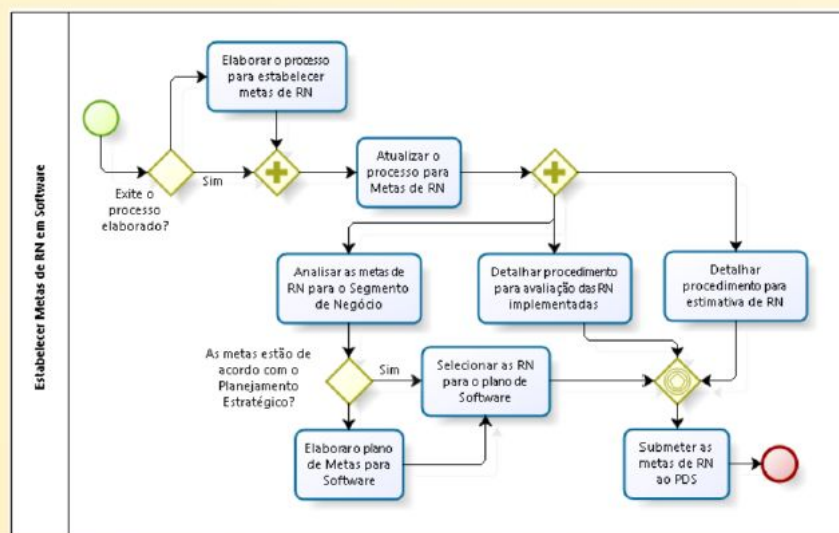 Estabelecer Metas de RN em Software
Elaborar o processo
para estabelecer
metas de RN
Exite o
processo
elaborado?
Sim
Atualizar o
processo para
Metas de RN
Analisar as metas de
RN para o Segmento
de Negócio
Detalhar procedimento
para avaliação das RN
implementadas
Detalhar
procedimento para
estimativa de RN
As metas estão de
acordo com o
Planejamento
Estratégico?
Sim
Selecionar as RN
para o plano de
Software
Elaborar o plano
de Metas para
Software
Submeter as
metas de RN
ao PDS